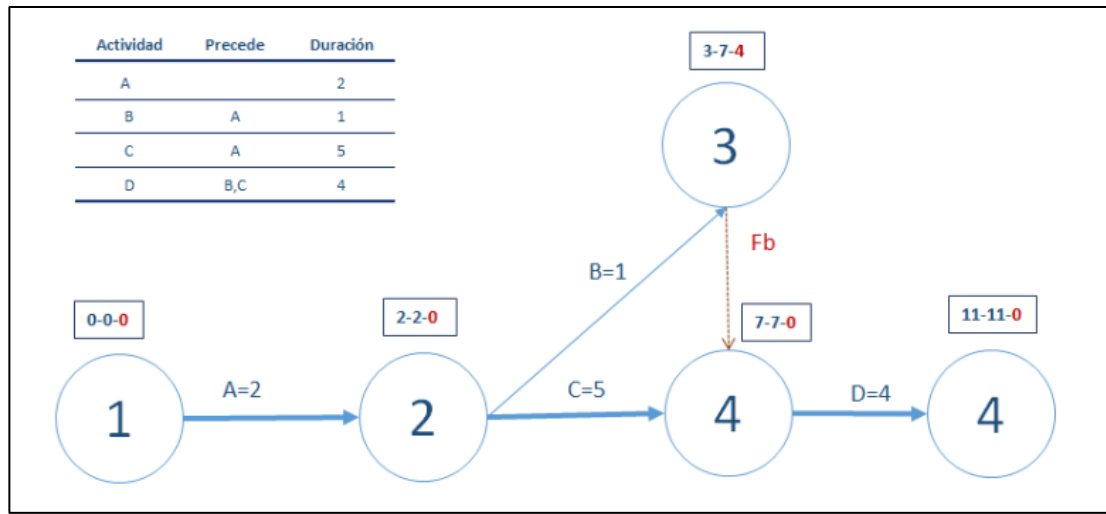 Actividad Precede Duración
A 2
B A 1
C A 5
D B,C 4
3-7-4
3
Fb
B=1
0-0-0
2-2-0
7-7-0
11-11-0
1
A=2
2
C=5
4
D=4
4